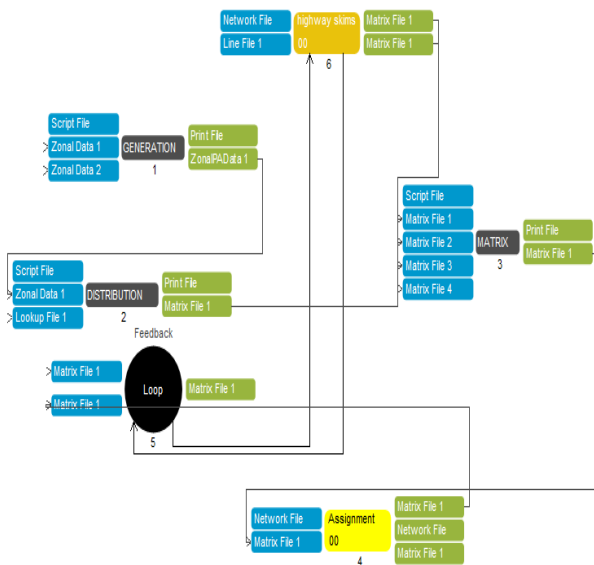 Network File
highway skims
Matrix File 1
Line File 1
00
Matrix File 1
6
Script File
Print File
Zonal Data 1
GENERATION
ZonalPAData 1
Zonal Data 2
1
Script File
Matrix File 1
Print File
Matrix File 2
MATRIX
Matrix File 1
Matrix File 3
3
Matrix File 4
Script File
Print File
Zonal Data 1
DISTRIBUTION
Matrix File 1
Lookup File 1
2
Feedback
Matrix File 1
Loop
Matrix File 1
Matrix File 1
5
Matrix File 1
Network File
Assignment
Network File
Matrix File 1
00
Matrix File 1
4